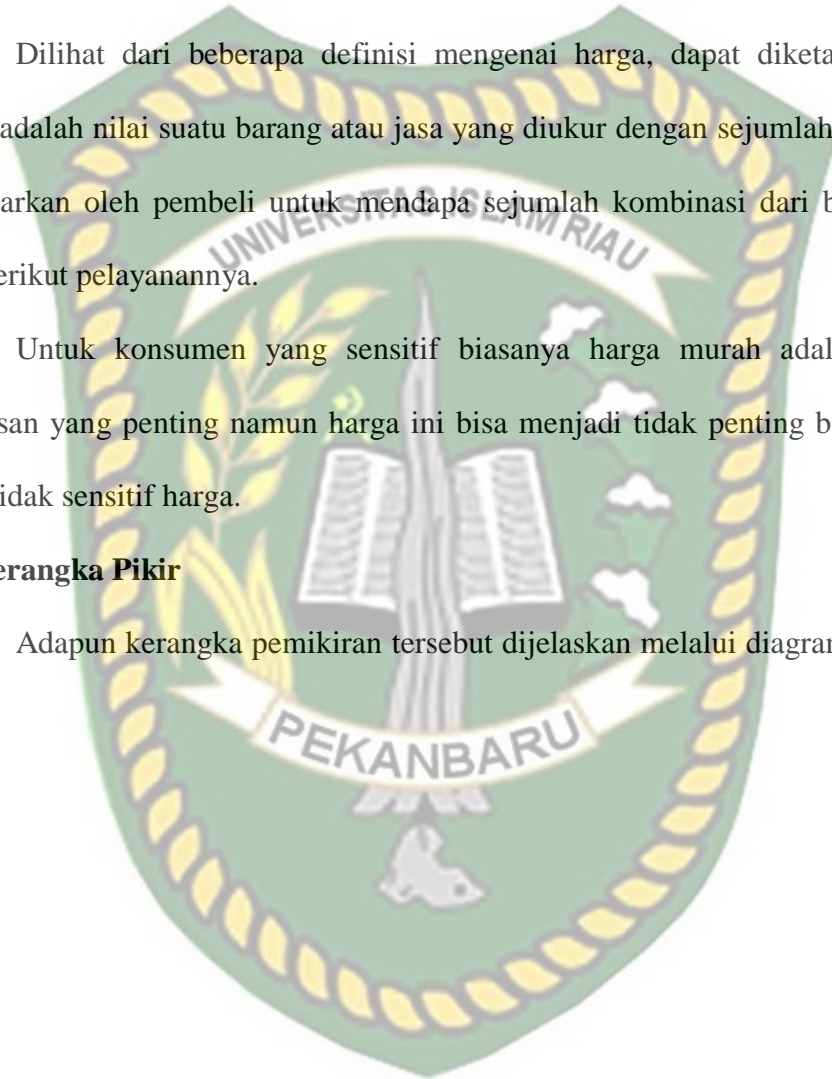 Dilihat dari beberapa definisi mengenai harga, dapat diketa
adalah nilai suatu barang atau jasa yang diukur dengan sejumlah
arkan oleh pembeli untuk mendapa sejumlah kombinasi dari b
erikut pelayanannya.
UNIVERSITAS ISLAM RIAU
Untuk konsumen yang sensitif biasanya harga murah adal
san yang penting namun harga ini bisa menjadi tidak penting b
idak sensitif harga.
erangka Pikir
Adapun kerangka pemikiran tersebut dijelaskan melalui diagra
PEKANBARU